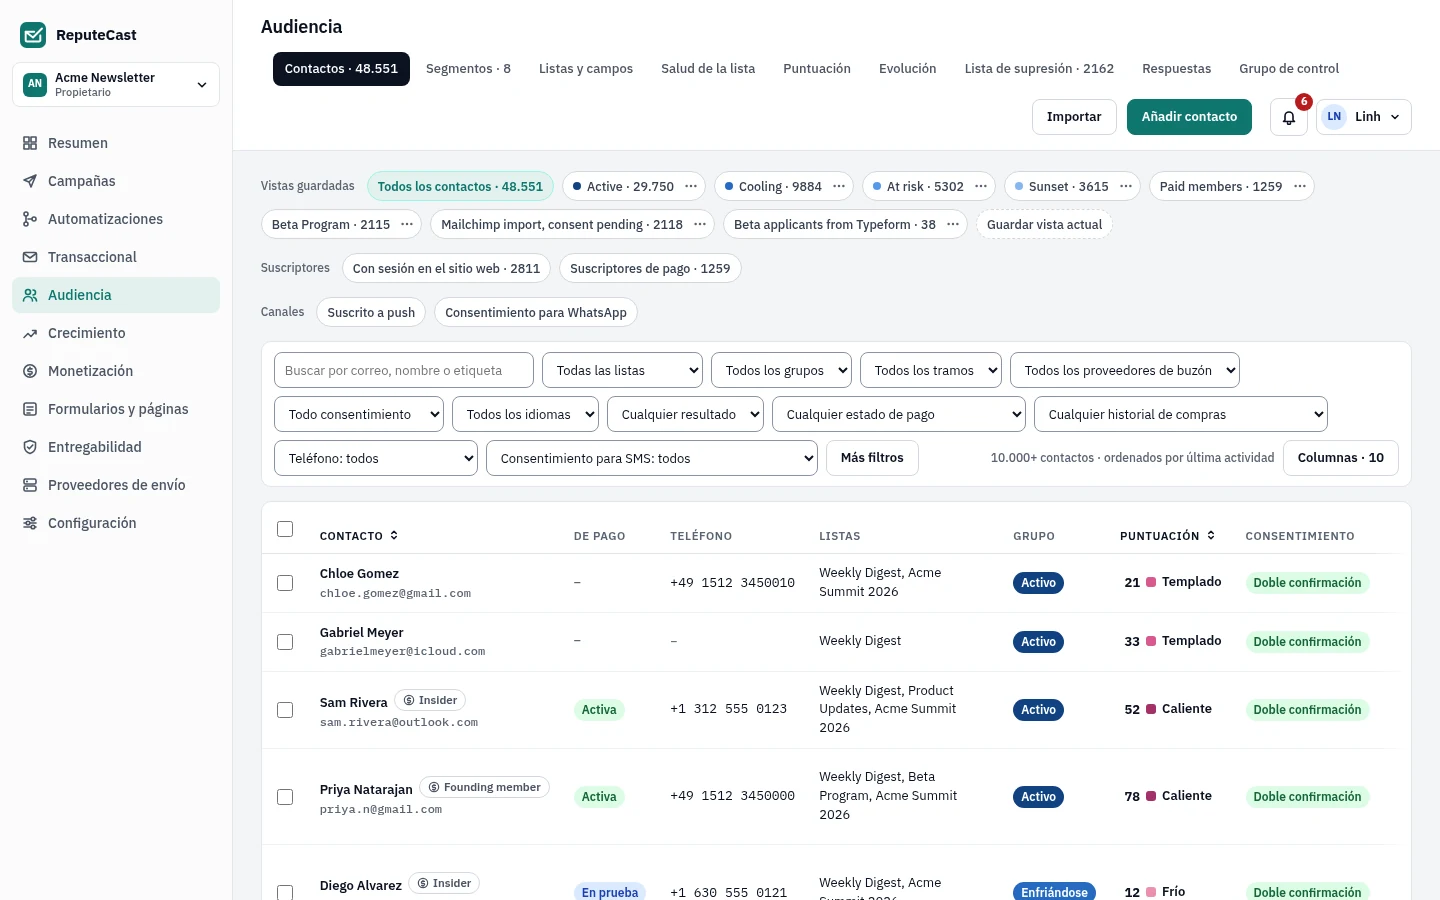 ReputeCast
AN
Acme Newsletter
Propietario
Resumen
Campañas
Automatizaciones
Transaccional
Audiencia
Crecimiento
Monetización
Formularios y páginas
Entregabilidad
Proveedores de envío
Configuración
Audiencia
Contactos · 48.551 Segmentos · 8 Listas y campos Salud de la lista Puntuación Evolución Lista de supresión · 2162 Respuestas Grupo de control
Importar Añadir contacto 6 LN Linh
Vistas guardadas Todos los contactos · 48.551 Active · 29.750 ··· Cooling · 9884 ··· At risk · 5302 ··· Sunset · 3615 ··· Paid members · 1259 ···
Beta Program · 2115 ··· Mailchimp import, consent pending · 2118 ··· Beta applicants from Typeform · 38 ··· Guardar vista actual
Suscriptores Con sesión en el sitio web · 2811 Suscriptores de pago · 1259
Canales Suscrito a push Consentimiento para WhatsApp
Buscar por correo, nombre o etiqueta Todas las listas Todos los grupos Todos los tramos Todos los proveedores de buzón
Todo consentimiento Todos los idiomas Cualquier resultado Cualquier estado de pago Cualquier historial de compras
Teléfono: todos Consentimiento para SMS: todos Más filtros 10.000+ contactos · ordenados por última actividad Columnas · 10
CONTACTO DE PAGO TELÉFONO LISTAS GRUPO PUNTUACIÓN CONSENTIMIENTO
Chloe Gomez
chloe.gomez@gmail.com
–
+49 1512 3450010
Weekly Digest, Acme
Summit 2026
Activo
21 Templado
Doble confirmación
Gabriel Meyer
gabrielmeyer@icloud.com
–
–
Weekly Digest
Activo
33 Templado
Doble confirmación
Sam Rivera Insider
sam.rivera@outlook.com
Activa
+1 312 555 0123
Weekly Digest, Product
Updates, Acme Summit
2026
Activo
52 Caliente
Doble confirmación
Priya Natarajan Founding member
priya.n@gmail.com
Activa
+49 1512 3450000
Weekly Digest, Beta
Program, Acme Summit
2026
Activo
78 Caliente
Doble confirmación
Diego Alvarez Insider
En prueba
+1 630 555 0121
Weekly Digest, Acme
Enfriándose
12 Frío
Doble confirmación